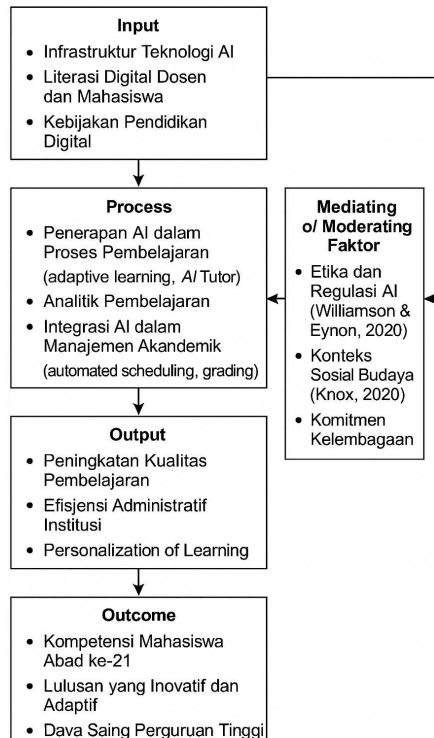 Input
• Infrastruktur Teknologi AI
• Literasi Digital Dosen
dan Mahasiswa
• Kebijakan Pendidikan
Digital
Process
• Penerapan AI dalam
Proses Pembelajaran
(adaptive learning, AI Tutor)
• Analitik Pembelajaran
• Integrasi AI dalam
Manajemen Akandemik
(automated scheduling, grading)
Mediating
o/ Moderating
Faktor
• Etika dan
Regulasi AI
(Williamson &
Eynon, 2020)
• Konteks
Sosial Budaya
(Knox, 2020)
• Komitmen
Kelembagaan
Output
• Peningkatan Kualitas
Pembelajaran
• Efisjensi Administratif
Institusi
• Personalization of Learning
Outcome
• Kompetensi Mahasiswa
Abad ke-21
• Lulusan yang Inovatif dan
Adaptif
• Daya Saing Perguruan Tinggi